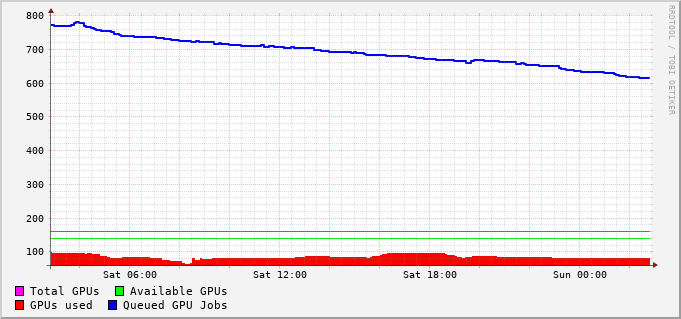 800
700
600
500
400
300
200
100
Sat 06:00 Sat 12:00 Sat 18:00 Sun 00:00
Total GPUs Available GPUs
GPUs used Queued GPU Jobs
RRDTOOL / TOBI OETIKER